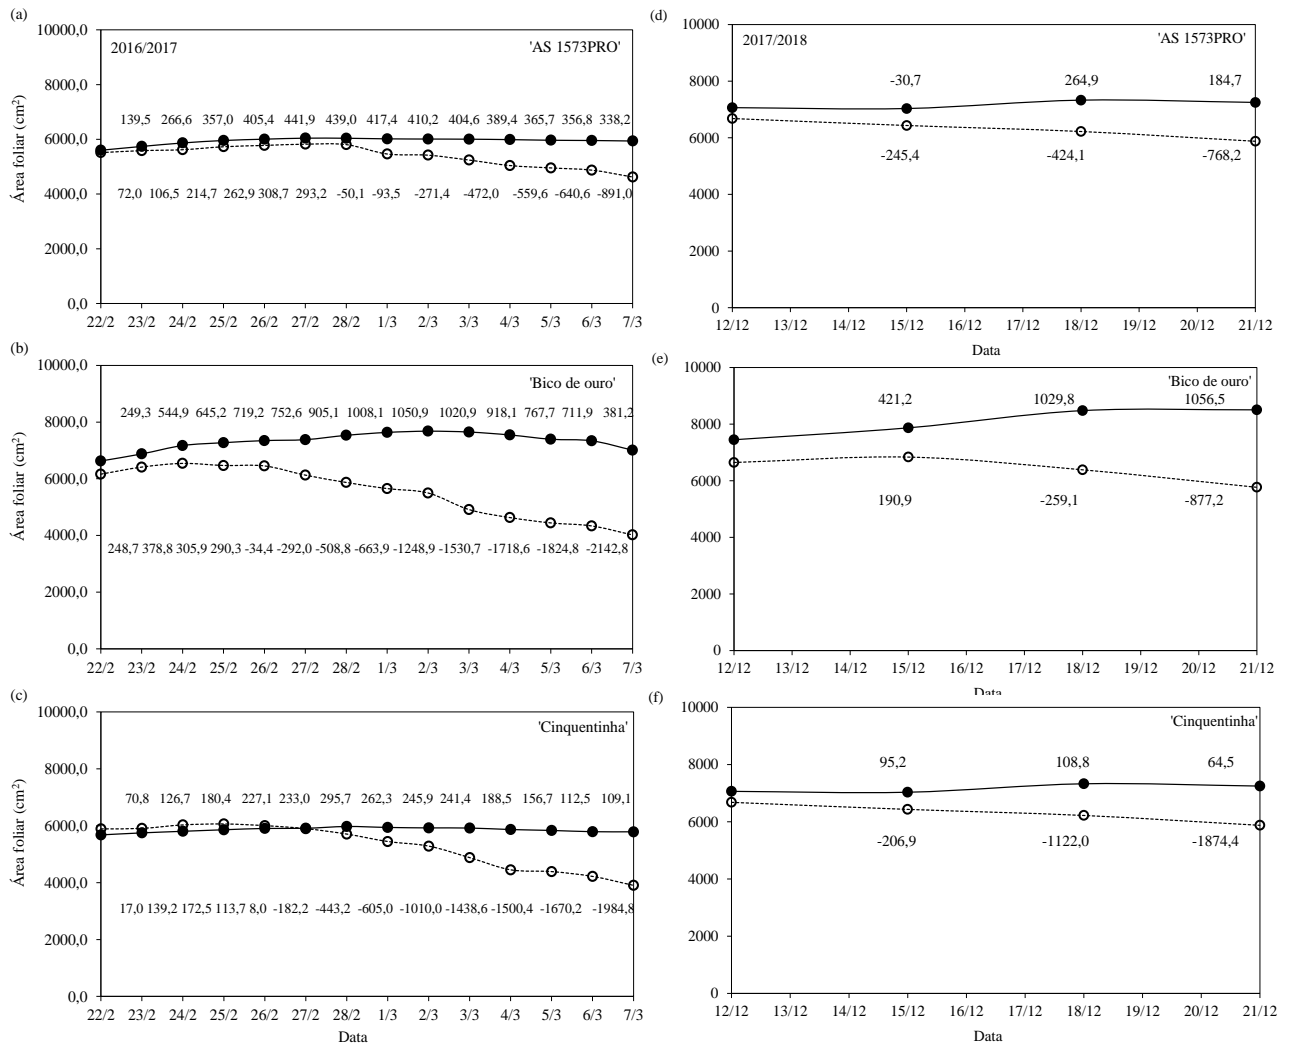 (a)
10000,0
2016/2017
'AS 1573PRO'
8000,0
139,5 266,6 357,0 405,4 441,9 439,0 417,4 410,2 404,6 389,4 365,7 356,8 338,2
6000,0
4000,0
72,0 106,5 214,7 262,9 308,7 293,2 -50,1 -93,5 -271,4 -472,0 -559,6 -640,6 -891,0
2000,0
0,0
Área foliar (cm²)
22/2 23/2 24/2 25/2 26/2 27/2 28/2 1/3 2/3 3/3 4/3 5/3 6/3 7/3
(b)
10000,0
'Bico de ouro'
249,3 544,9 645,2 719,2 752,6 905,1 1008,1 1050,9 1020,9 918,1 767,7 711,9 381,2
8000,0
6000,0
4000,0
248,7 378,8 305,9 290,3 -34,4 -292,0 -508,8 -663,9 -1248,9 -1530,7 -1718,6 -1824,8 -2142,8
2000,0
0,0
Área foliar (cm²)
22/2 23/2 24/2 25/2 26/2 27/2 28/2 1/3 2/3 3/3 4/3 5/3 6/3 7/3
(c)
10000,0
'Cinquentinha'
8000,0
70,8 126,7 180,4 227,1 233,0 295,7 262,3 245,9 241,4 188,5 156,7 112,5 109,1
6000,0
4000,0
17,0 139,2 172,5 113,7 8,0 -182,2 -443,2 -605,0 -1010,0 -1438,6 -1500,4 -1670,2 -1984,8
2000,0
0,0
Área foliar (cm²)
22/2 23/2 24/2 25/2 26/2 27/2 28/2 1/3 2/3 3/3 4/3 5/3 6/3 7/3
Data
(d)
10000
2017/2018
'AS 1573PRO'
8000
-30,7 264,9 184,7
6000
-245,4 -424,1 -768,2
4000
2000
0
12/12 13/12 14/12 15/12 16/12 17/12 18/12 19/12 20/12 21/12
Data
(e)
10000
'Bico de ouro'
421,2 1029,8 1056,5
8000
6000
190,9 -259,1 -877,2
4000
2000
0
12/12 13/12 14/12 15/12 16/12 17/12 18/12 19/12 20/12 21/12
Data
(f)
10000
'Cinquentinha'
95,2 108,8 64,5
8000
6000
-206,9 -1122,0 -1874,4
4000
2000
0
12/12 13/12 14/12 15/12 16/12 17/12 18/12 19/12 20/12 21/12
Data